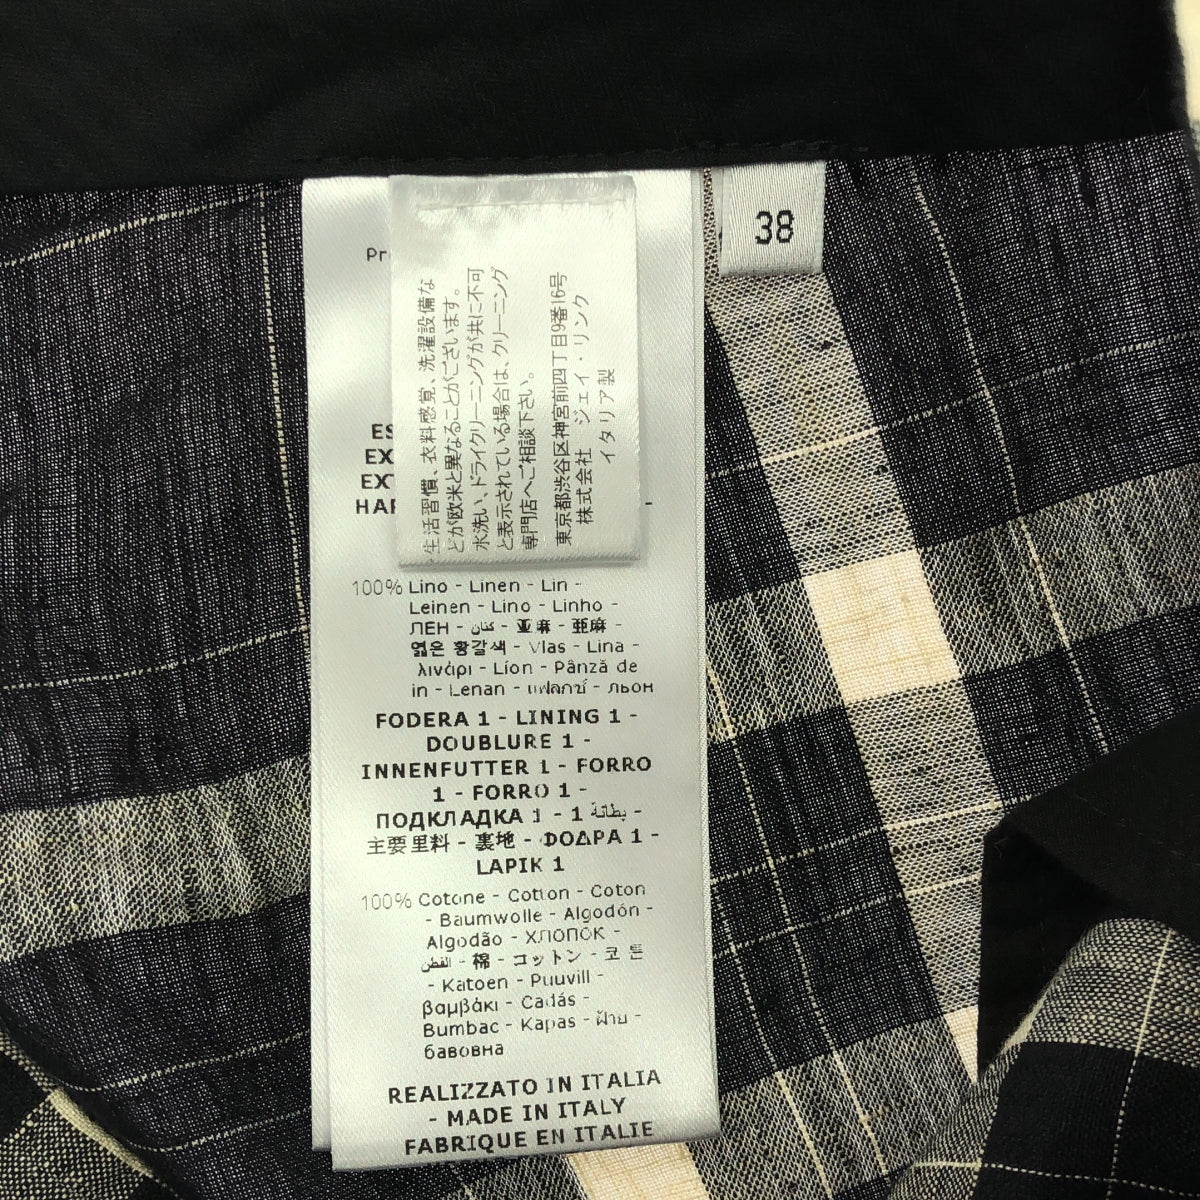 38
Pr
ES
EX
EXT
HAF
生活習慣、衣料感覚、洗濯設備な
どが欧米と異なることがございます。
水洗い、ドライクリーニングが共に不可
と表示されている場合は、クリーニング
専門店へご相談下さい。
東京都渋谷区神宮前四丁目9番16号
株式会社 ジェイ・リンク
イタリア製
100% Lino - Linen - Lin -
Leinen - Lino - Linho -
ЛЕН - كتان - 亚麻 - 亜麻 -
엷은 황갈색 - Vlas - Lina -
λινάρι - Líon - Pânză de
in - Lenan - แฟลกซ์ - льон
FODERA 1 - LINING 1 -
DOUBLURE 1 -
INNENFUTTER 1 - FORRO
1 - FORRO 1 -
ПОДКЛАДКА 1 - 1 بطانة -
主要里料 - 裏地 - ΦΟΔΡΑ 1 -
LAPIK 1
100% Cotone - Cotton - Coton
- Baumwolle - Algodón -
Algodão - ХЛОПОК -
القطن - 棉 - コットン - 코튼
- Katoen - Puuvill -
βαμβάκι - Cadás -
Bumbac - Kapas - ฝ้าย -
бавовна
REALIZZATO IN ITALIA
- MADE IN ITALY
FABRIQUE EN ITALIE